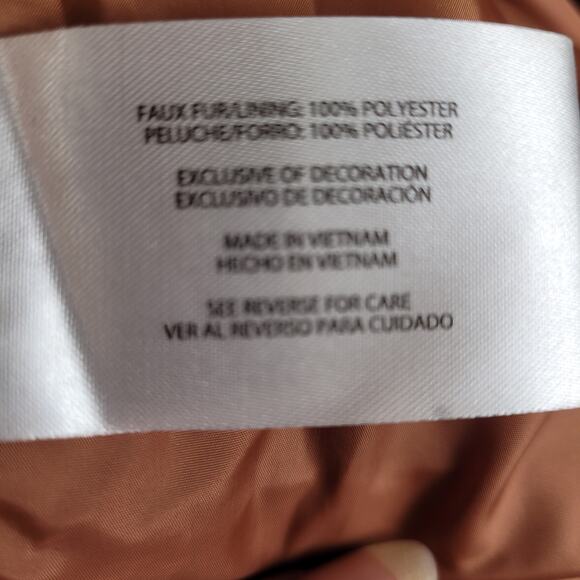 FAUX FUR/LINING: 100% POLYESTER
PELUCHE/FORRO: 100% POLIÉSTER
EXCLUSIVE OF DECORATION
EXCLUSIVO DE DECORACIÓN
MADE IN VIETNAM
HECHO EN VIETNAM
SEE REVERSE FOR CARE
VER AL REVERSO PARA CUIDADO